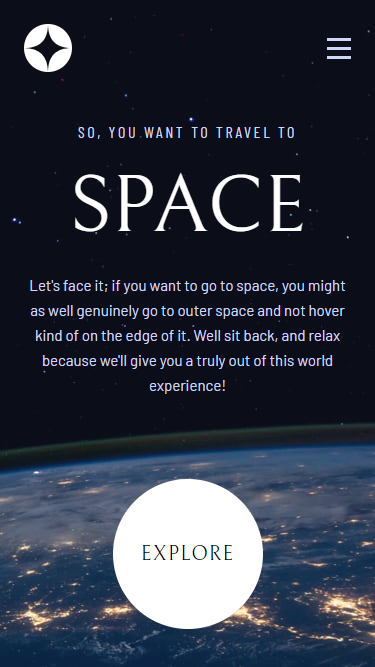 SO, YOU WANT TO TRAVEL TO
SPACE
Let's face it; if you want to go to space, you might
as well genuinely go to outer space and not hover
kind of on the edge of it. Well sit back, and relax
because we'll give you a truly out of this world
experience!
EXPLORE